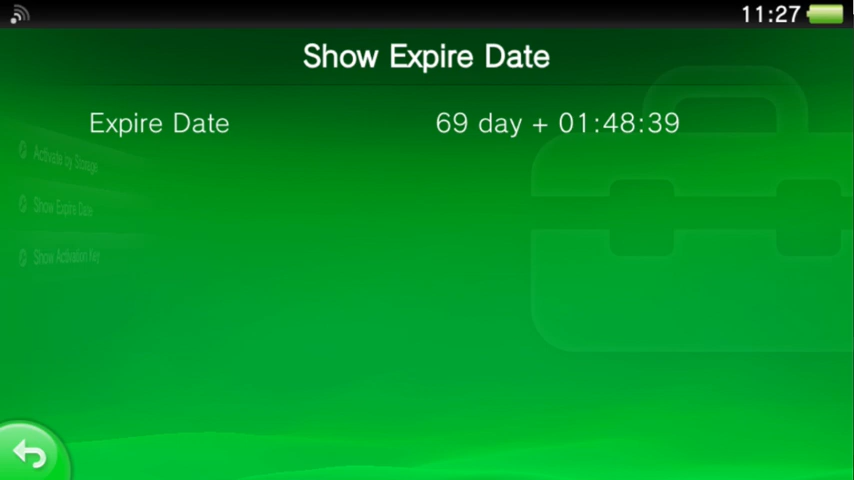 11:27
Show Expire Date
Expire Date 69 day + 01:48:39
Activate by Storage
Show Expire Date
Show Activation Key